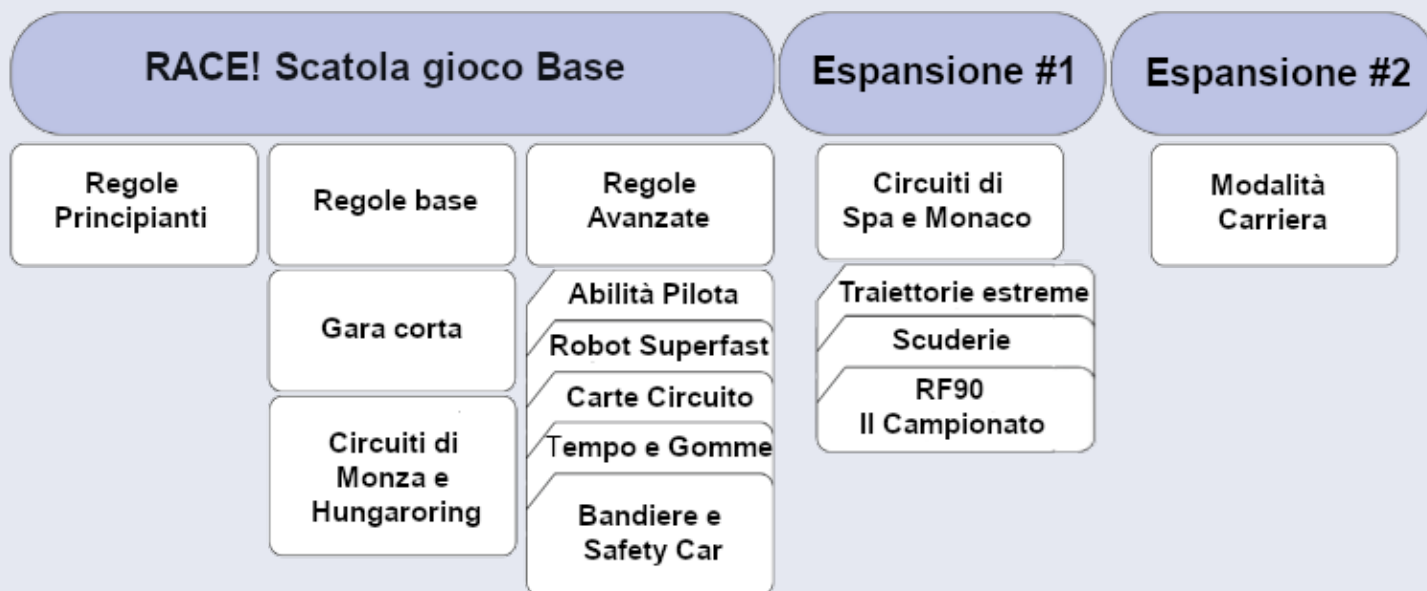 RACE! Scatola gioco Base
Espansione #1
Espansione #2
Regole
Principianti
Regole base
Regole
Avanzate
Circuiti di
Spa e Monaco
Modalità
Carriera
Gara corta
Circuiti di
Monza e
Hungaroring
Abilità Pilota
Robot Superfast
Carte Circuito
Tempo e Gomme
Bandiere e
Safety Car
Traiettorie estreme
Scuderie
RF90
Il Campionato